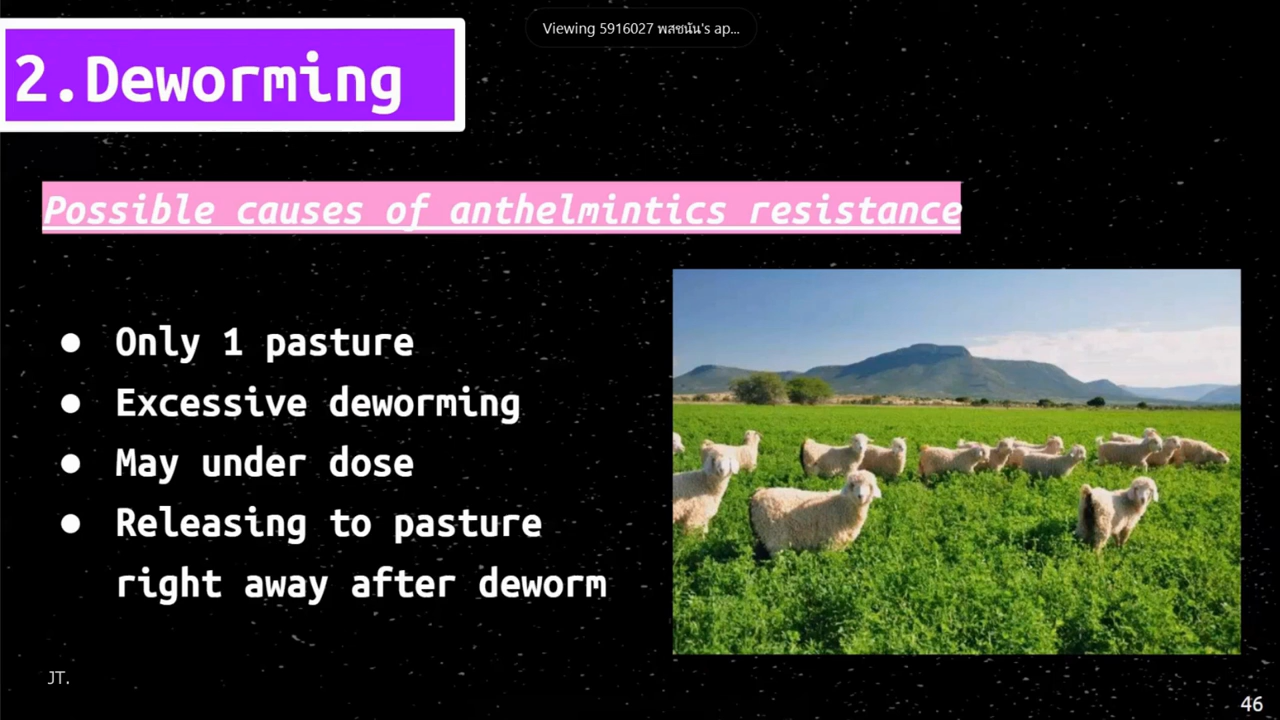 Viewing 5916027 พสชนัน's ap...
2.Deworming
Possible causes of anthelmintics resistance
● Only 1 pasture
● Excessive deworming
● May under dose
● Releasing to pasture
right away after deworm
JT.
46